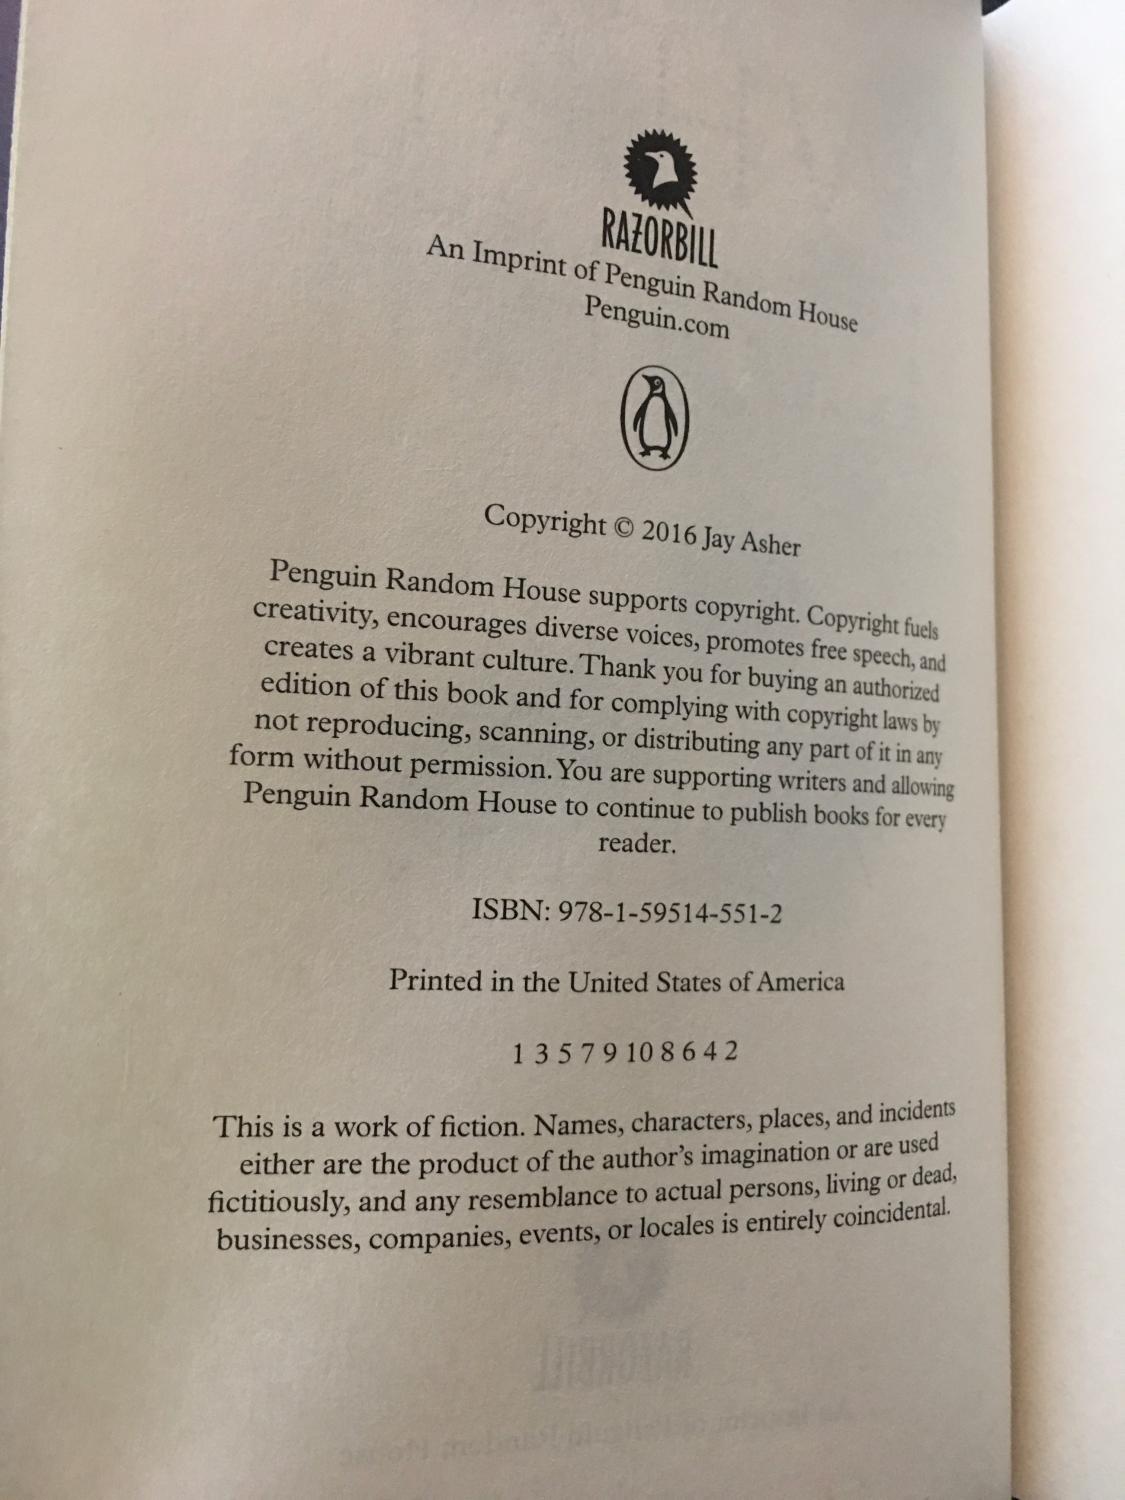 RAZORBILL
An Imprint of Penguin Random House
Penguin.com
Copyright © 2016 Jay Asher
Penguin Random House supports copyright. Copyright fuels
creativity, encourages diverse voices, promotes free speech, and
creates a vibrant culture. Thank you for buying an authorized
edition of this book and for complying with copyright laws by
not reproducing, scanning, or distributing any part of it in any
form without permission. You are supporting writers and allowing
Penguin Random House to continue to publish books for every
reader.
ISBN: 978-1-59514-551-2
Printed in the United States of America
1 3 5 7 9 10 8 6 4 2
This is a work of fiction. Names, characters, places, and incidents
either are the product of the author's imagination or are used
fictitiously, and any resemblance to actual persons, living or dead,
businesses, companies, events, or locales is entirely coincidental.